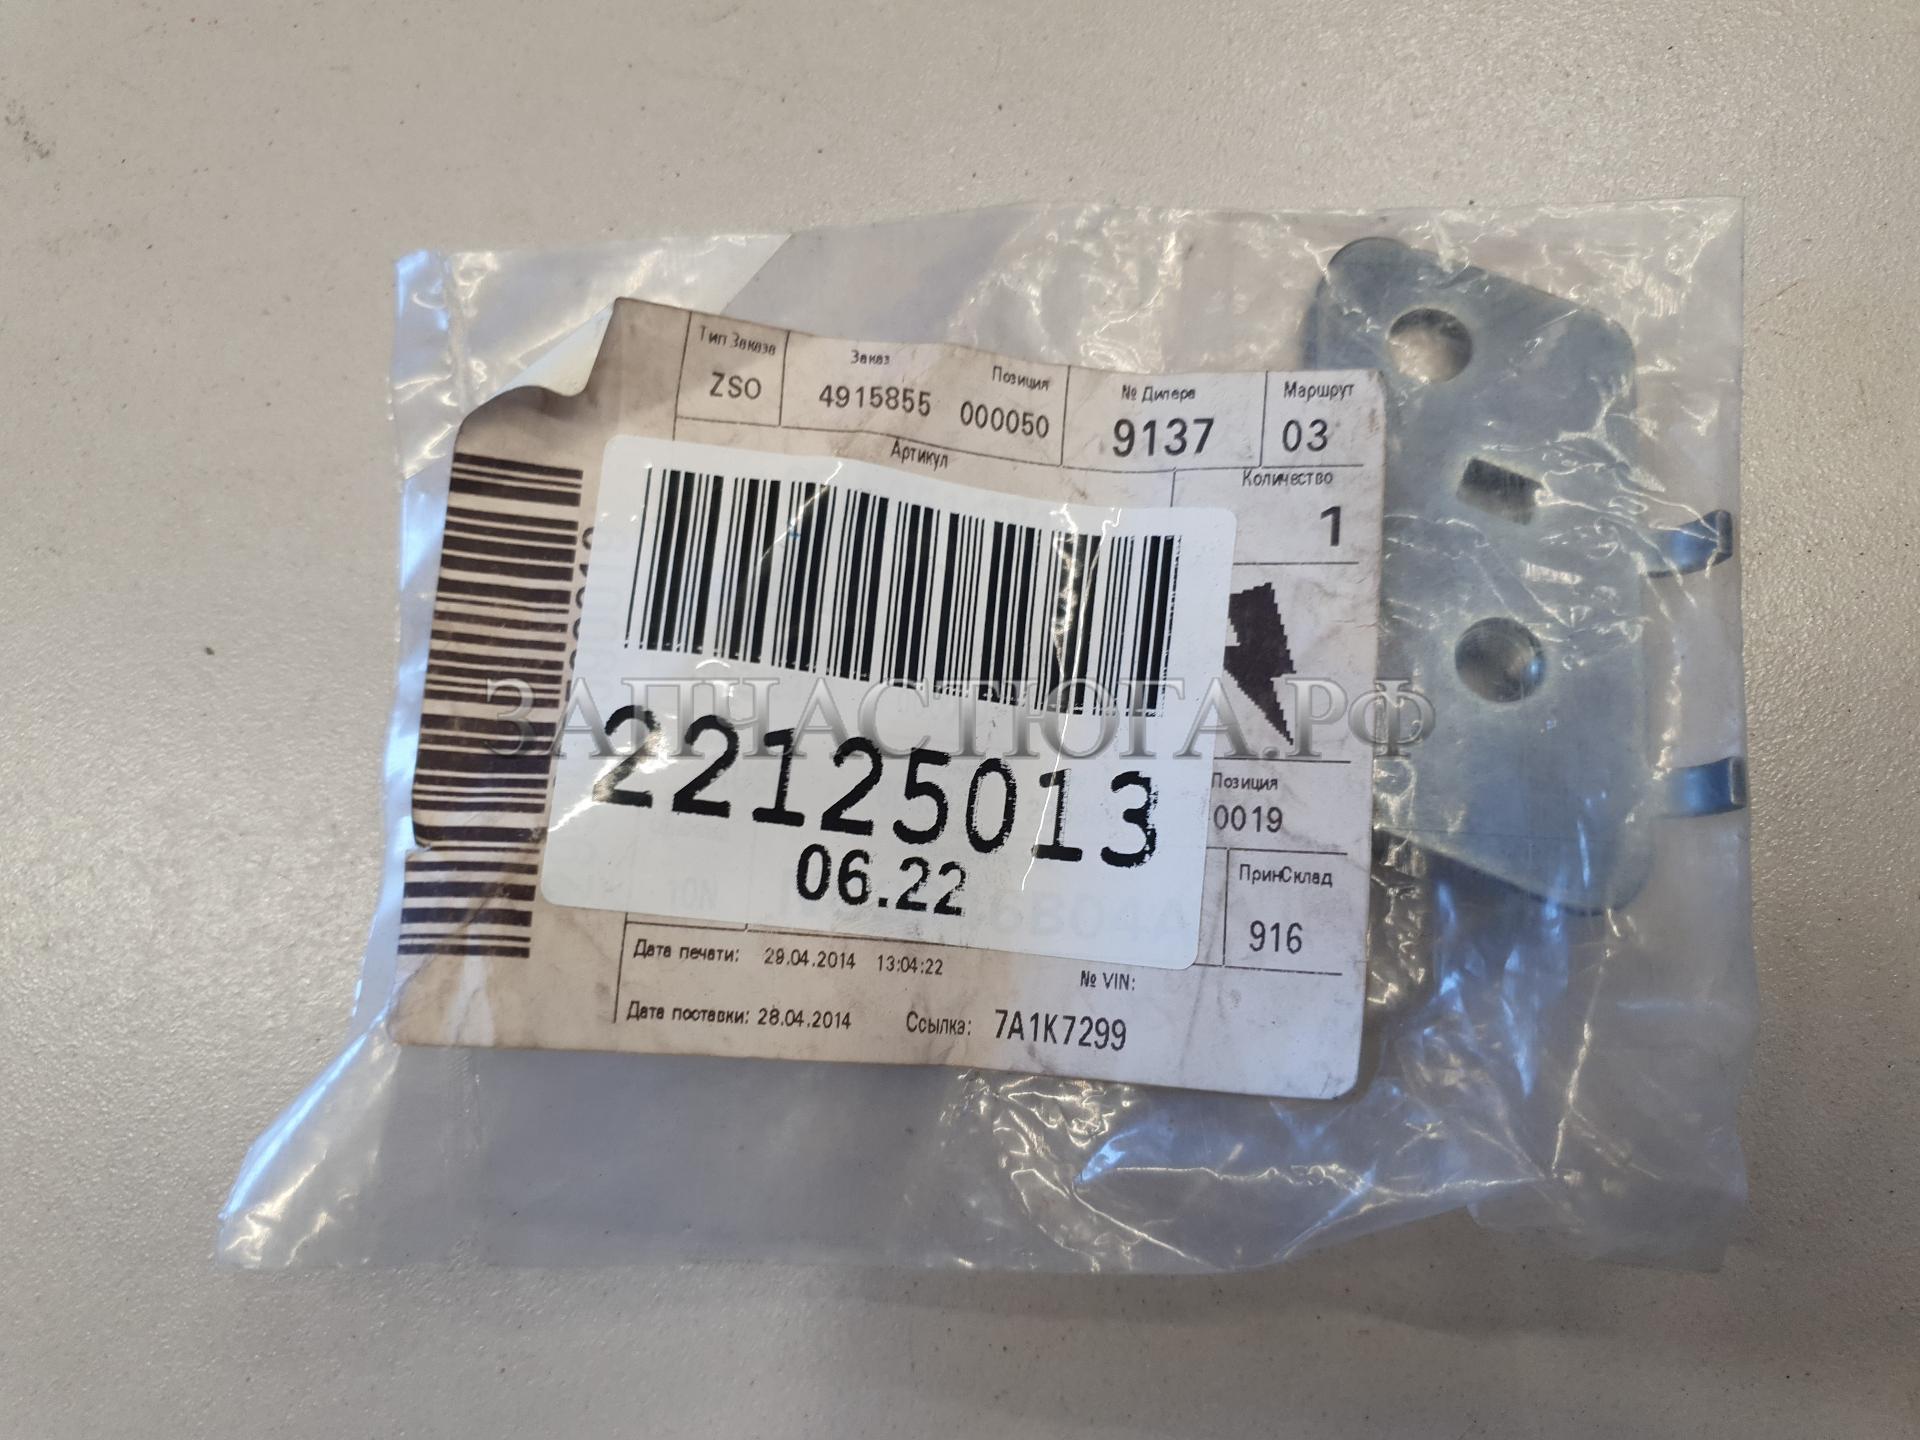 Тип Заказа
ZSO
Заказ
4915855
Позиция
000050
№ Дилера
9137
Маршрут
03
Артикул
Количество
1
22125013
06.22
ЗАПЧАСТЮГА.РФ
Позиция
0019
ПринСклад
916
Дата печати: 29.04.2014 13:04:22
№ VIN:
Дата поставки: 28.04.2014 Ссылка: 7A1K7299